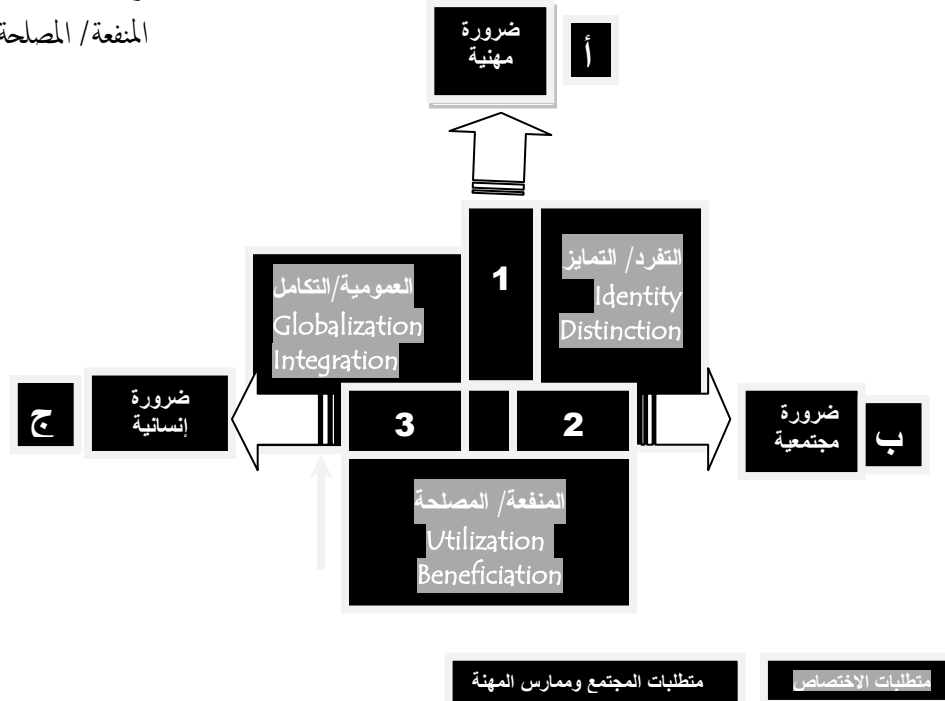 المنفعة/ المصلحة
ضرورة
مهنية
أ
1
التفرد/ التمايز
Identity
Distinction
العمومية/التكامل
Globalization
Integration
ضرورة
مجتمعية
ب
2
3
ضرورة
إنسانية
ج
المنفعة/ المصلحة
Utilization
Beneficiation
متطلبات الاختصاص
متطلبات المجتمع وممارس المهنة